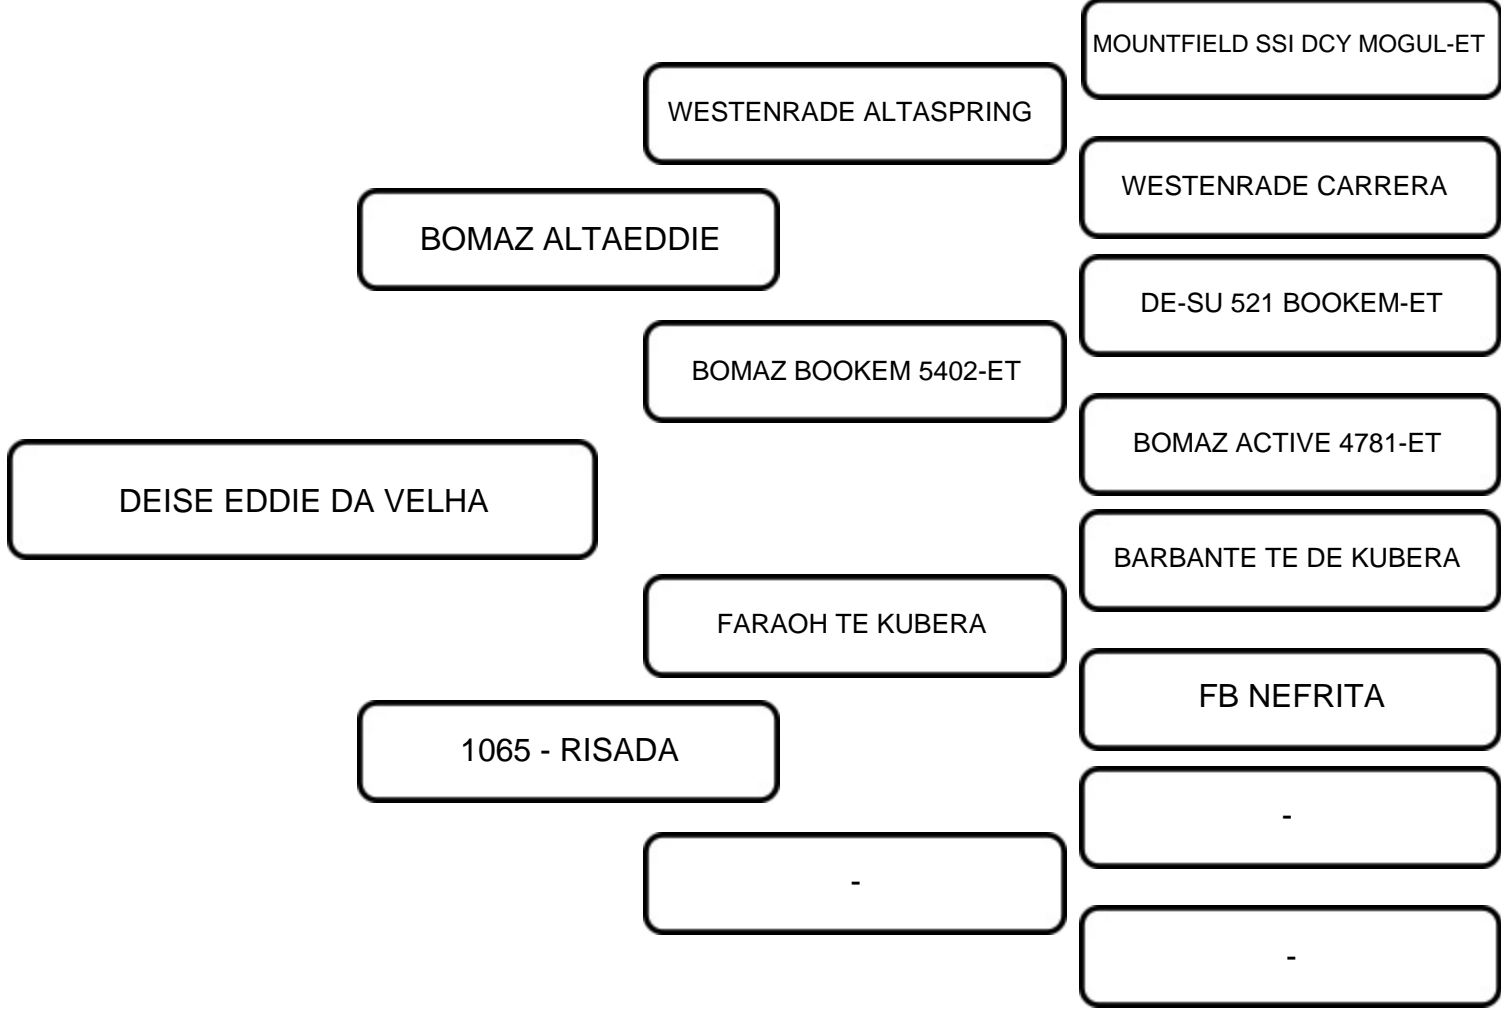 MOUNTFIELD SSI DCY MOGUL-ET
WESTENRADE ALTASPRING
WESTENRADE CARRERA
BOMAZ ALTAEDDIE
DE-SU 521 BOOKEM-ET
BOMAZ BOOKEM 5402-ET
BOMAZ ACTIVE 4781-ET
DEISE EDDIE DA VELHA
BARBANTE TE DE KUBERA
FARAOH TE KUBERA
FB NEFRITA
1065 - RISADA
-
-
-